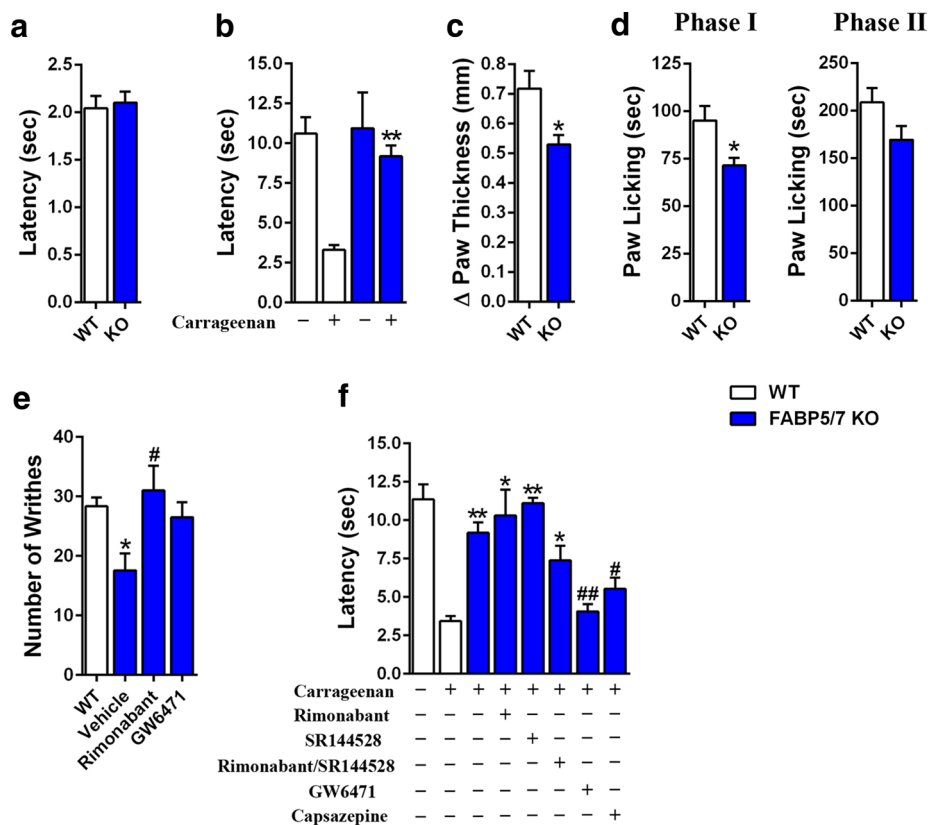 a
Latency (sec)
2.5
2.0
1.5
1.0
0.5
0.0
WT
KO
b
Latency (sec)
12.5
10.0
7.5
5.0
2.5
0.0
**
Carrageenan − + − +
c
Δ Paw Thickness (mm)
0.8
0.7
0.6
0.5
0.4
0.3
0.2
0.1
0.0
*
WT
KO
d
Phase I
Paw Licking (sec)
125
100
75
50
25
0
*
WT
KO
Phase II
Paw Licking (sec)
250
200
150
100
50
0
WT
KO
WT
FABP5/7 KO
e
Number of Writhes
40
30
20
10
0
*
#
WT
Vehicle
Rimonabant
GW6471
f
Latency (sec)
12.5
10.0
7.5
5.0
2.5
0.0
** * ** * ## #
Carrageenan − + + + + + + +
Rimonabant − − − + − − − −
SR144528 − − − − + − − −
Rimonabant/SR144528 − − − − − + − −
GW6471 − − − − − − + −
Capsazepine − − − − − − − +